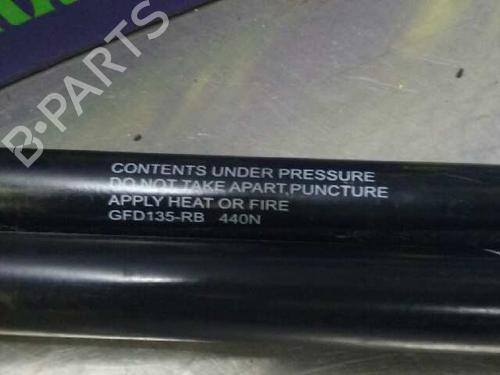 B-PARTS
CONTENTS UNDER PRESSURE
DO NOT TAKE APART,PUNCTURE
APPLY HEAT OR FIRE
GFD135-RB 440N